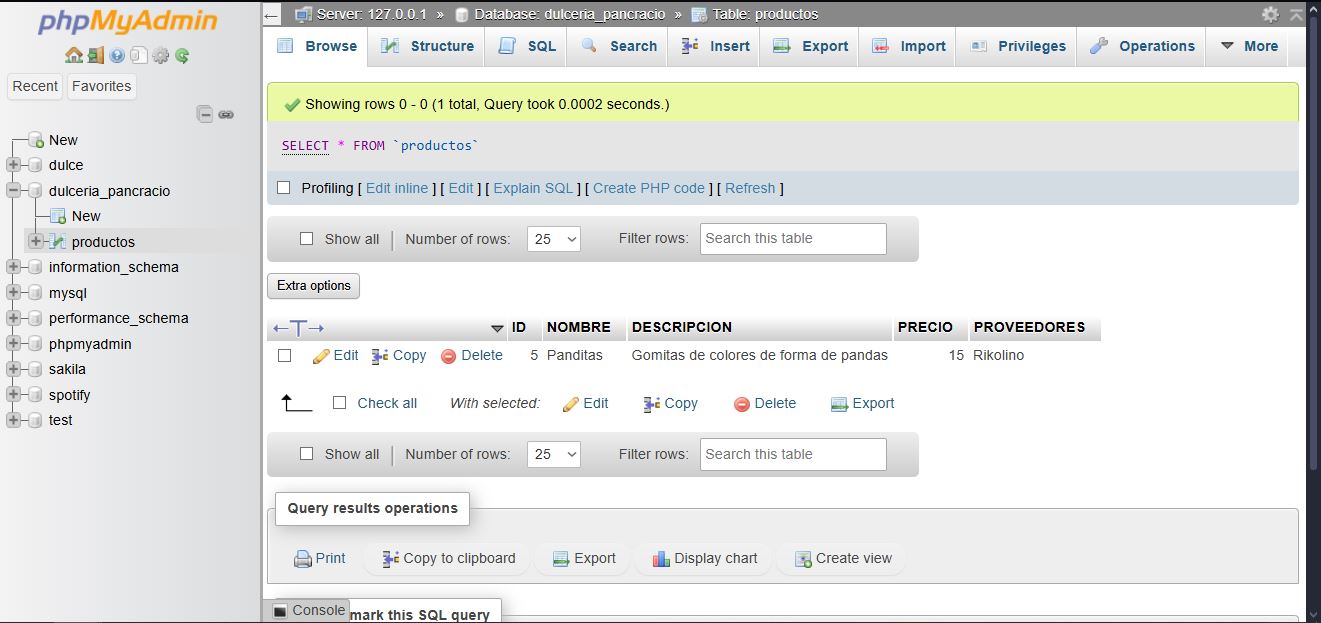 phpMyAdmin
Recent Favorites
New
dulce
dulceria_pancracio
New
productos
information_schema
mysql
performance_schema
phpmyadmin
sakila
spotify
test
Server: 127.0.0.1 » Database: dulceria_pancracio » Table: productos
Browse Structure SQL Search Insert Export Import Privileges Operations More
Showing rows 0 - 0 (1 total, Query took 0.0002 seconds.)
SELECT * FROM `productos`
Profiling [ Edit inline ] [ Edit ] [ Explain SQL ] [ Create PHP code ] [ Refresh ]
Show all Number of rows: 25 Filter rows: Search this table
Extra options
ID NOMBRE DESCRIPCION PRECIO PROVEEDORES
Edit Copy Delete 5 Panditas Gomitas de colores de forma de pandas 15 Rikolino
Check all With selected: Edit Copy Delete Export
Show all Number of rows: 25 Filter rows: Search this table
Query results operations
Print Copy to clipboard Export Display chart Create view
Console mark this SQL query